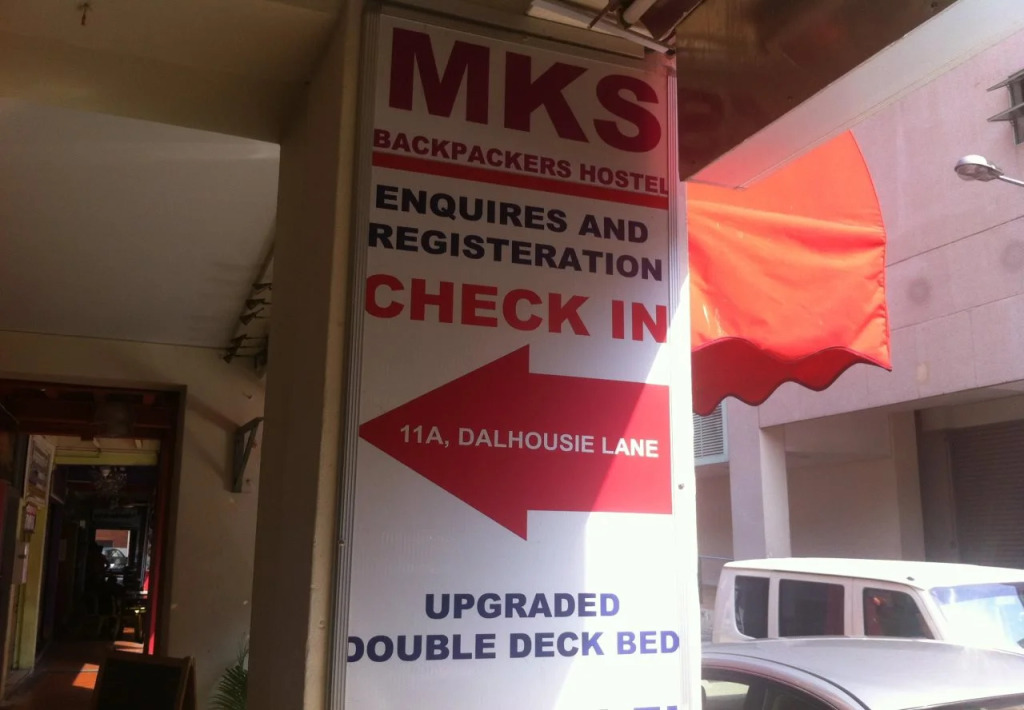 MKS
BACKPACKERS HOSTEL
ENQUIRES AND
REGISTERATION
CHECK IN
11A, DALHOUSIE LANE
UPGRADED
DOUBLE DECK BED